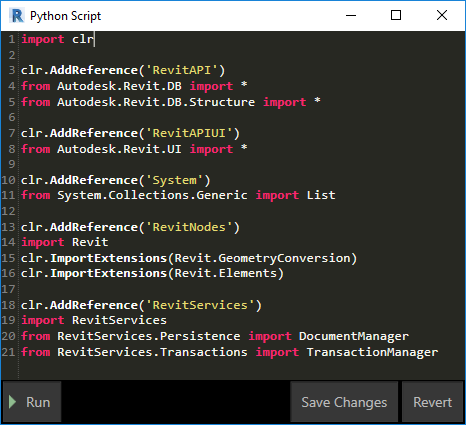 Python Script
1 import clr
2
3 clr.AddReference('RevitAPI')
4 from Autodesk.Revit.DB import *
5 from Autodesk.Revit.DB.Structure import *
6
7 clr.AddReference('RevitAPIUI')
8 from Autodesk.Revit.UI import *
9
10 clr.AddReference('System')
11 from System.Collections.Generic import List
12
13 clr.AddReference('RevitNodes')
14 import Revit
15 clr.ImportExtensions(Revit.GeometryConversion)
16 clr.ImportExtensions(Revit.Elements)
17
18 clr.AddReference('RevitServices')
19 import RevitServices
20 from RevitServices.Persistence import DocumentManager
21 from RevitServices.Transactions import TransactionManager
Run Save Changes Revert